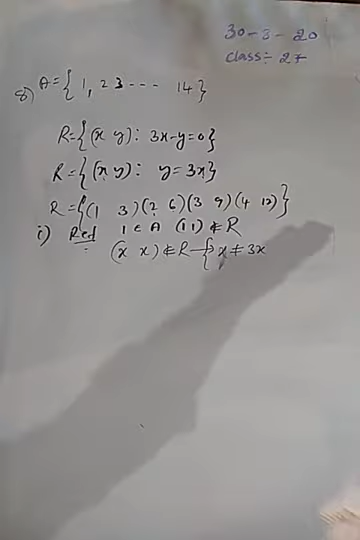 30-8-20
class:- 27
8) A={1, 2 3 --- 14}
R={(x y): 3x-y=0}
R={(x y): y=3x}
R={(1 3)(2 6)(3 9)(4 12)}
i) Ref 1 ∈ A (1 1) ∉ R
(x x) ∉ R → { x ≠ 3x